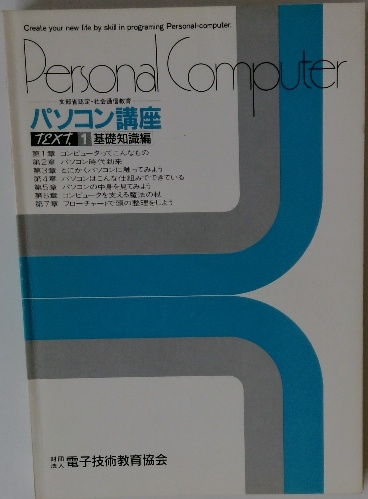 Create your new life by skill in programing Personal-computer.
Personal Computer
文部省認定・社会通信教育
パソコン講座
TEXT 1 基礎知識編
第1章 コンピュータってこんなもの
第2章 パソコン時代到来
第3章 とにかくパソコンに触ってみよう
第4章 パソコンはこんな仕組みでできている
第5章 パソコンの中身を見てみよう
第6章 コンピュータを支える魔法の杖
第7章 フローチャートで頭の整理をしよう
財団法人 電子技術教育協会